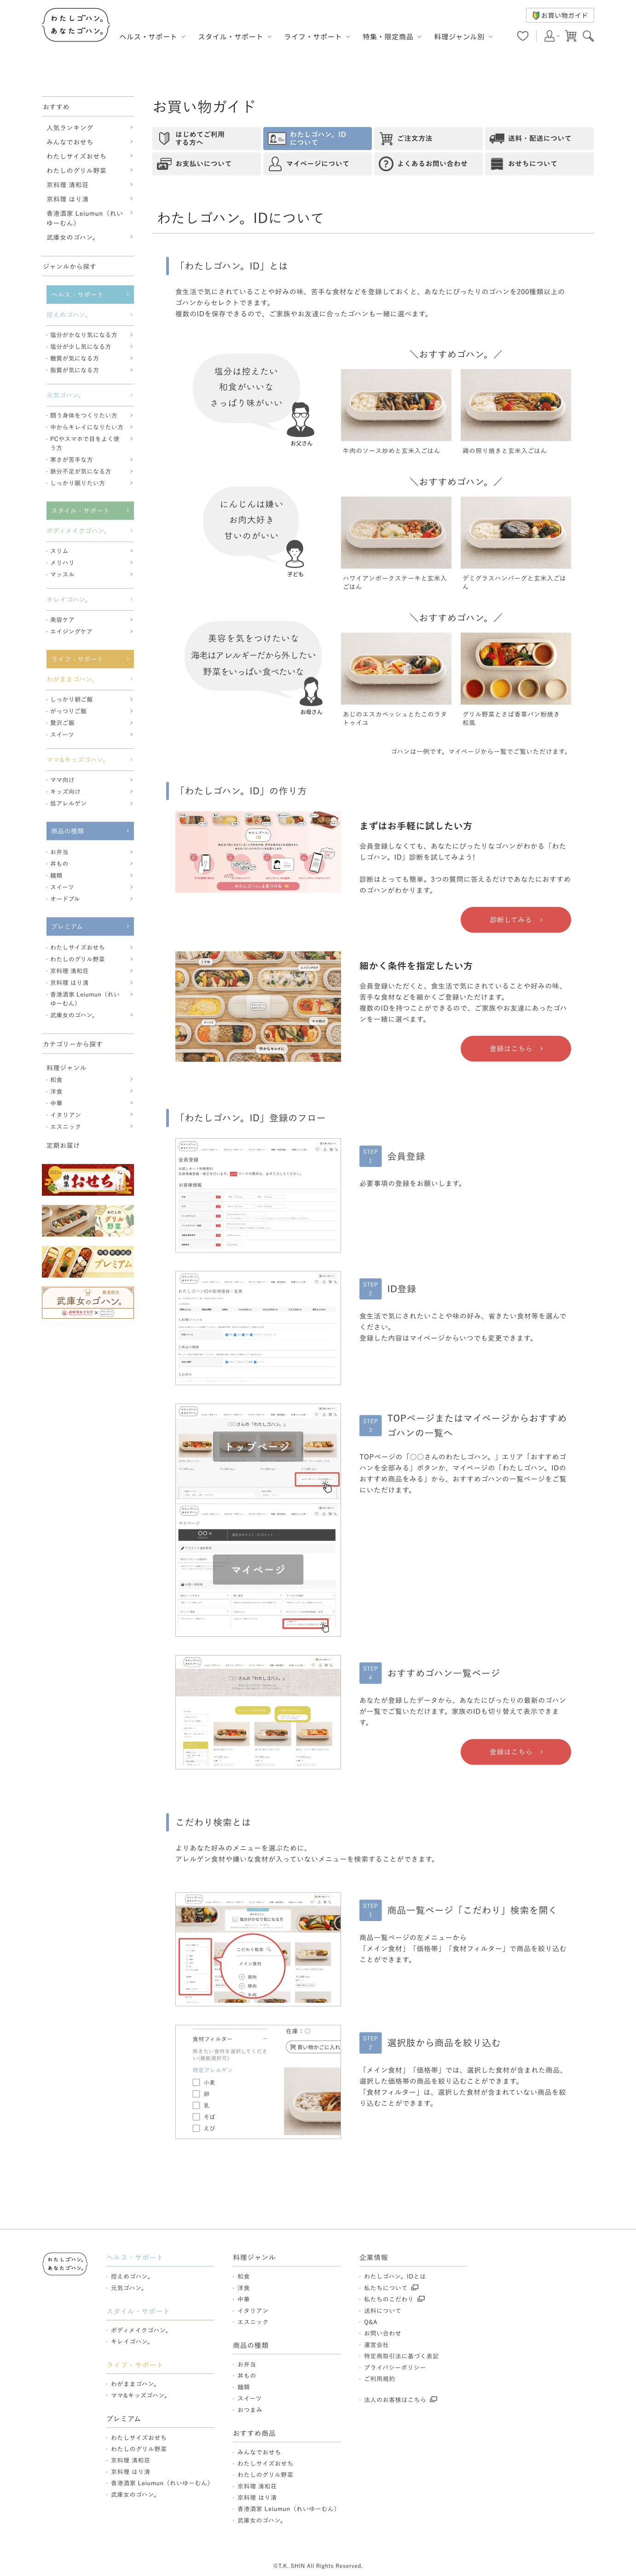 わたしゴハン。
あなたゴハン。
お買い物ガイド
ヘルス・サポート
スタイル・サポート
ライフ・サポート
特集・限定商品
料理ジャンル別
おすすめ
人気ランキング
みんなでおせち
わたしサイズおせち
わたしのグリル野菜
京料理 清和荘
京料理 はり清
香港酒家 Leiumun（れい
ゆーむん）
武庫女のゴハン。
ジャンルから探す
ヘルス・サポート
控えめゴハン。
・塩分がかなり気になる方
・塩分が少し気になる方
・糖質が気になる方
・脂質が気になる方
元気ゴハン。
・闘う身体をつくりたい方
・中からキレイになりたい方
・PCやスマホで目をよく使
う方
・寒さが苦手な方
・鉄分不足が気になる方
・しっかり眠りたい方
スタイル・サポート
ボディメイクゴハン。
・スリム
・メリハリ
・マッスル
キレイゴハン。
・美容ケア
・エイジングケア
ライフ・サポート
わがままゴハン。
・しっかり朝ご飯
・がっつりご飯
・贅沢ご飯
・スイーツ
ママ&キッズゴハン。
・ママ向け
・キッズ向け
・低アレルゲン
商品の種類
・お弁当
・丼もの
・麺類
・スイーツ
・オードブル
プレミアム
・わたしサイズおせち
・わたしのグリル野菜
・京料理 清和荘
・京料理 はり清
・香港酒家 Leiumun（れい
ゆーむん）
・武庫女のゴハン。
カテゴリーから探す
料理ジャンル
・和食
・洋食
・中華
・イタリアン
・エスニック
定期お届け
特集
おせち
わたしの
グリル
野菜
プレミアム
武庫女のゴハン。
お買い物ガイド
はじめてご利用
する方へ
わたしゴハン。ID
について
ご注文方法
送料・配送について
お支払いについて
マイページについて
よくあるお問い合わせ
おせちについて
わたしゴハン。IDについて
「わたしゴハン。ID」とは
食生活で気にされていることや好みの味、苦手な食材などを登録しておくと、あなたにぴったりのゴハンを200種類以上の
ゴハンからセレクトできます。
複数のIDを保存できるので、ご家族やお友達に合ったゴハンも一緒に選べます。
塩分は控えたい
和食がいいな
さっぱり味がいい
お父さん
＼おすすめゴハン。／
牛肉のソース炒めと玄米入ごはん
鶏の照り焼きと玄米入ごはん
にんじんは嫌い
お肉大好き
甘いのがいい
子ども
＼おすすめゴハン。／
ハワイアンポークステーキと玄米入
ごはん
デミグラスハンバーグと玄米入ごは
ん
美容を気をつけたいな
海老はアレルギーだから外したい
野菜をいっぱい食べたいな
お母さん
＼おすすめゴハン。／
あじのエスカベッシュとたこのラタ
トゥイユ
グリル野菜とさば香草パン粉焼き
和風
ゴハンは一例です。マイページから一覧でご覧いただけます。
「わたしゴハン。ID」の作り方
まずはお手軽に試したい方
会員登録しなくても、あなたにぴったりなゴハンがわかる「わた
しゴハン。ID」診断を試してみよう！
診断はとっても簡単。3つの質問に答えるだけであなたにおすすめ
のゴハンがわかります。
診断してみる
細かく条件を指定したい方
会員登録いただくと、食生活で気にされていることや好みの味、
苦手な食材などを細かくご登録いただけます。
複数のIDを持つことができるので、ご家族やお友達にあったゴハ
ンを一緒に選べます。
登録はこちら
「わたしゴハン。ID」登録のフロー
会員登録
お客様情報
STEP
1
会員登録
必要事項の登録をお願いします。
STEP
2
ID登録
食生活で気にされたいことや味の好み、省きたい食材等を選んで
ください。
登録した内容はマイページからいつでも変更できます。
トップページ
マイページ
STEP
3
TOPページまたはマイページからおすすめ
ゴハンの一覧へ
TOPページの「〇〇さんのわたしゴハン。」エリア「おすすめゴ
ハンを全部みる」ボタンか、マイページの「わたしゴハン。IDの
おすすめ商品をみる」から、おすすめゴハンの一覧ページをご覧
にいただけます。
STEP
4
おすすめゴハン一覧ページ
あなたが登録したデータから、あなたにぴったりの最新のゴハン
が一覧でご覧いただけます。家族のIDも切り替えて表示できま
す。
登録はこちら
こだわり検索とは
よりあなた好みのメニューを選ぶために、
アレルゲン食材や嫌いな食材が入っていないメニューを検索することができます。
塩分がかなり気になる方
こだわり検索
メイン食材
鶏肉
豚肉
牛肉
STEP
1
商品一覧ページ「こだわり」検索を開く
商品一覧ページの左メニューから
「メイン食材」「価格帯」「食材フィルター」で商品を絞り込む
ことができます。
食材フィルター
除きたい食材を選択してくださ
い(複数選択可)
特定アレルゲン
小麦
卵
乳
そば
えび
在庫：〇
買い物かごに入れ
STEP
2
選択肢から商品を絞り込む
「メイン食材」「価格帯」では、選択した食材が含まれた商品、
選択した価格帯の商品を絞り込むことができます。
「食材フィルター」は、選択した食材が含まれていない商品を絞
り込むことができます。
わたしゴハン。
あなたゴハン。
ヘルス・サポート
・控えめゴハン。
・元気ゴハン。
スタイル・サポート
・ボディメイクゴハン。
・キレイゴハン。
ライフ・サポート
・わがままゴハン。
・ママ&キッズゴハン。
プレミアム
・わたしサイズおせち
・わたしのグリル野菜
・京料理 清和荘
・京料理 はり清
・香港酒家 Leiumun（れいゆーむん）
・武庫女のゴハン。
料理ジャンル
・和食
・洋食
・中華
・イタリアン
・エスニック
商品の種類
・お弁当
・丼もの
・麺類
・スイーツ
・おつまみ
おすすめ商品
・みんなでおせち
・わたしサイズおせち
・わたしのグリル野菜
・京料理 清和荘
・京料理 はり清
・香港酒家 Leiumun（れいゆーむん）
・武庫女のゴハン。
企業情報
・わたしゴハン。IDとは
・私たちについて
・私たちのこだわり
・送料について
・Q&A
・お問い合わせ
・運営会社
・特定商取引法に基づく表記
・プライバシーポリシー
・ご利用規約
・法人のお客様はこちら
©T.K. SHIN All Rights Reserved.